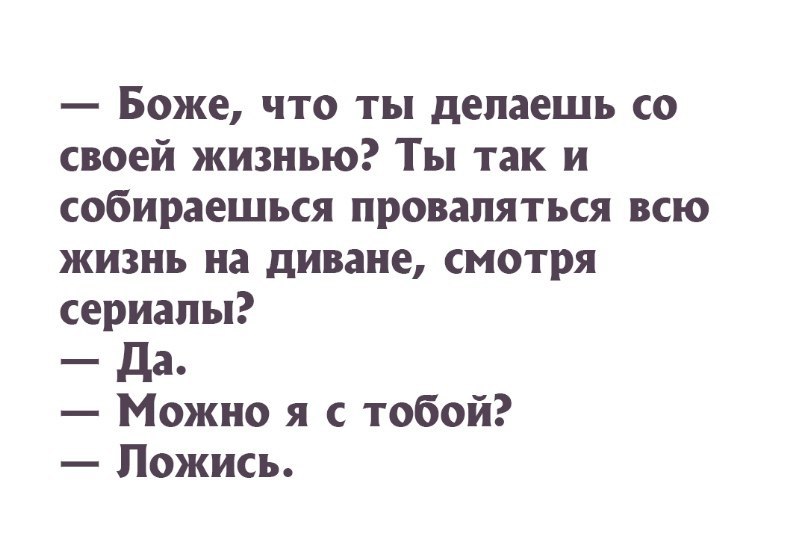 — Боже, что ты делаешь со
своей жизнью? Ты так и
собираешься проваляться всю
жизнь на диване, смотря
сериалы?
— Да.
— Можно я с тобой?
— Ложись.